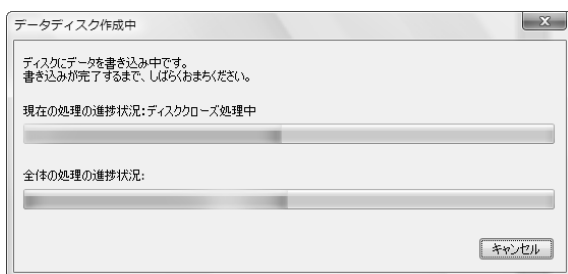 データディスク作成中
ディスクにデータを書き込み中です。
書き込みが完了するまで、しばらくおまちください。
現在の処理の進捗状況:ディスククローズ処理中
全体の処理の進捗状況:
キャンセル